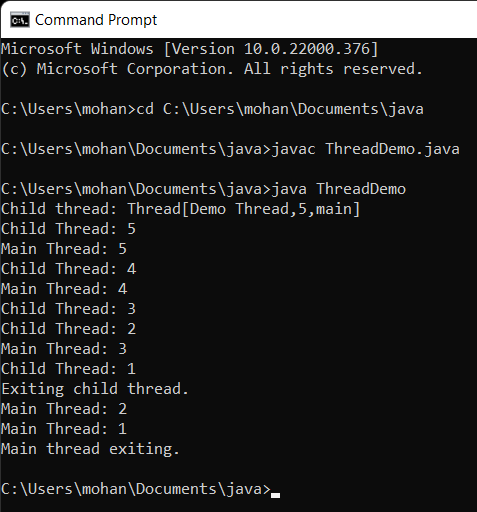 Command Prompt
Microsoft Windows [Version 10.0.22000.376]
(c) Microsoft Corporation. All rights reserved.
C:\Users\mohan>cd C:\Users\mohan\Documents\java
C:\Users\mohan\Documents\java>javac ThreadDemo.java
C:\Users\mohan\Documents\java>java ThreadDemo
Child thread: Thread[Demo Thread,5,main]
Child Thread: 5
Main Thread: 5
Child Thread: 4
Main Thread: 4
Child Thread: 3
Child Thread: 2
Main Thread: 3
Child Thread: 1
Exiting child thread.
Main Thread: 2
Main Thread: 1
Main thread exiting.
C:\Users\mohan\Documents\java>